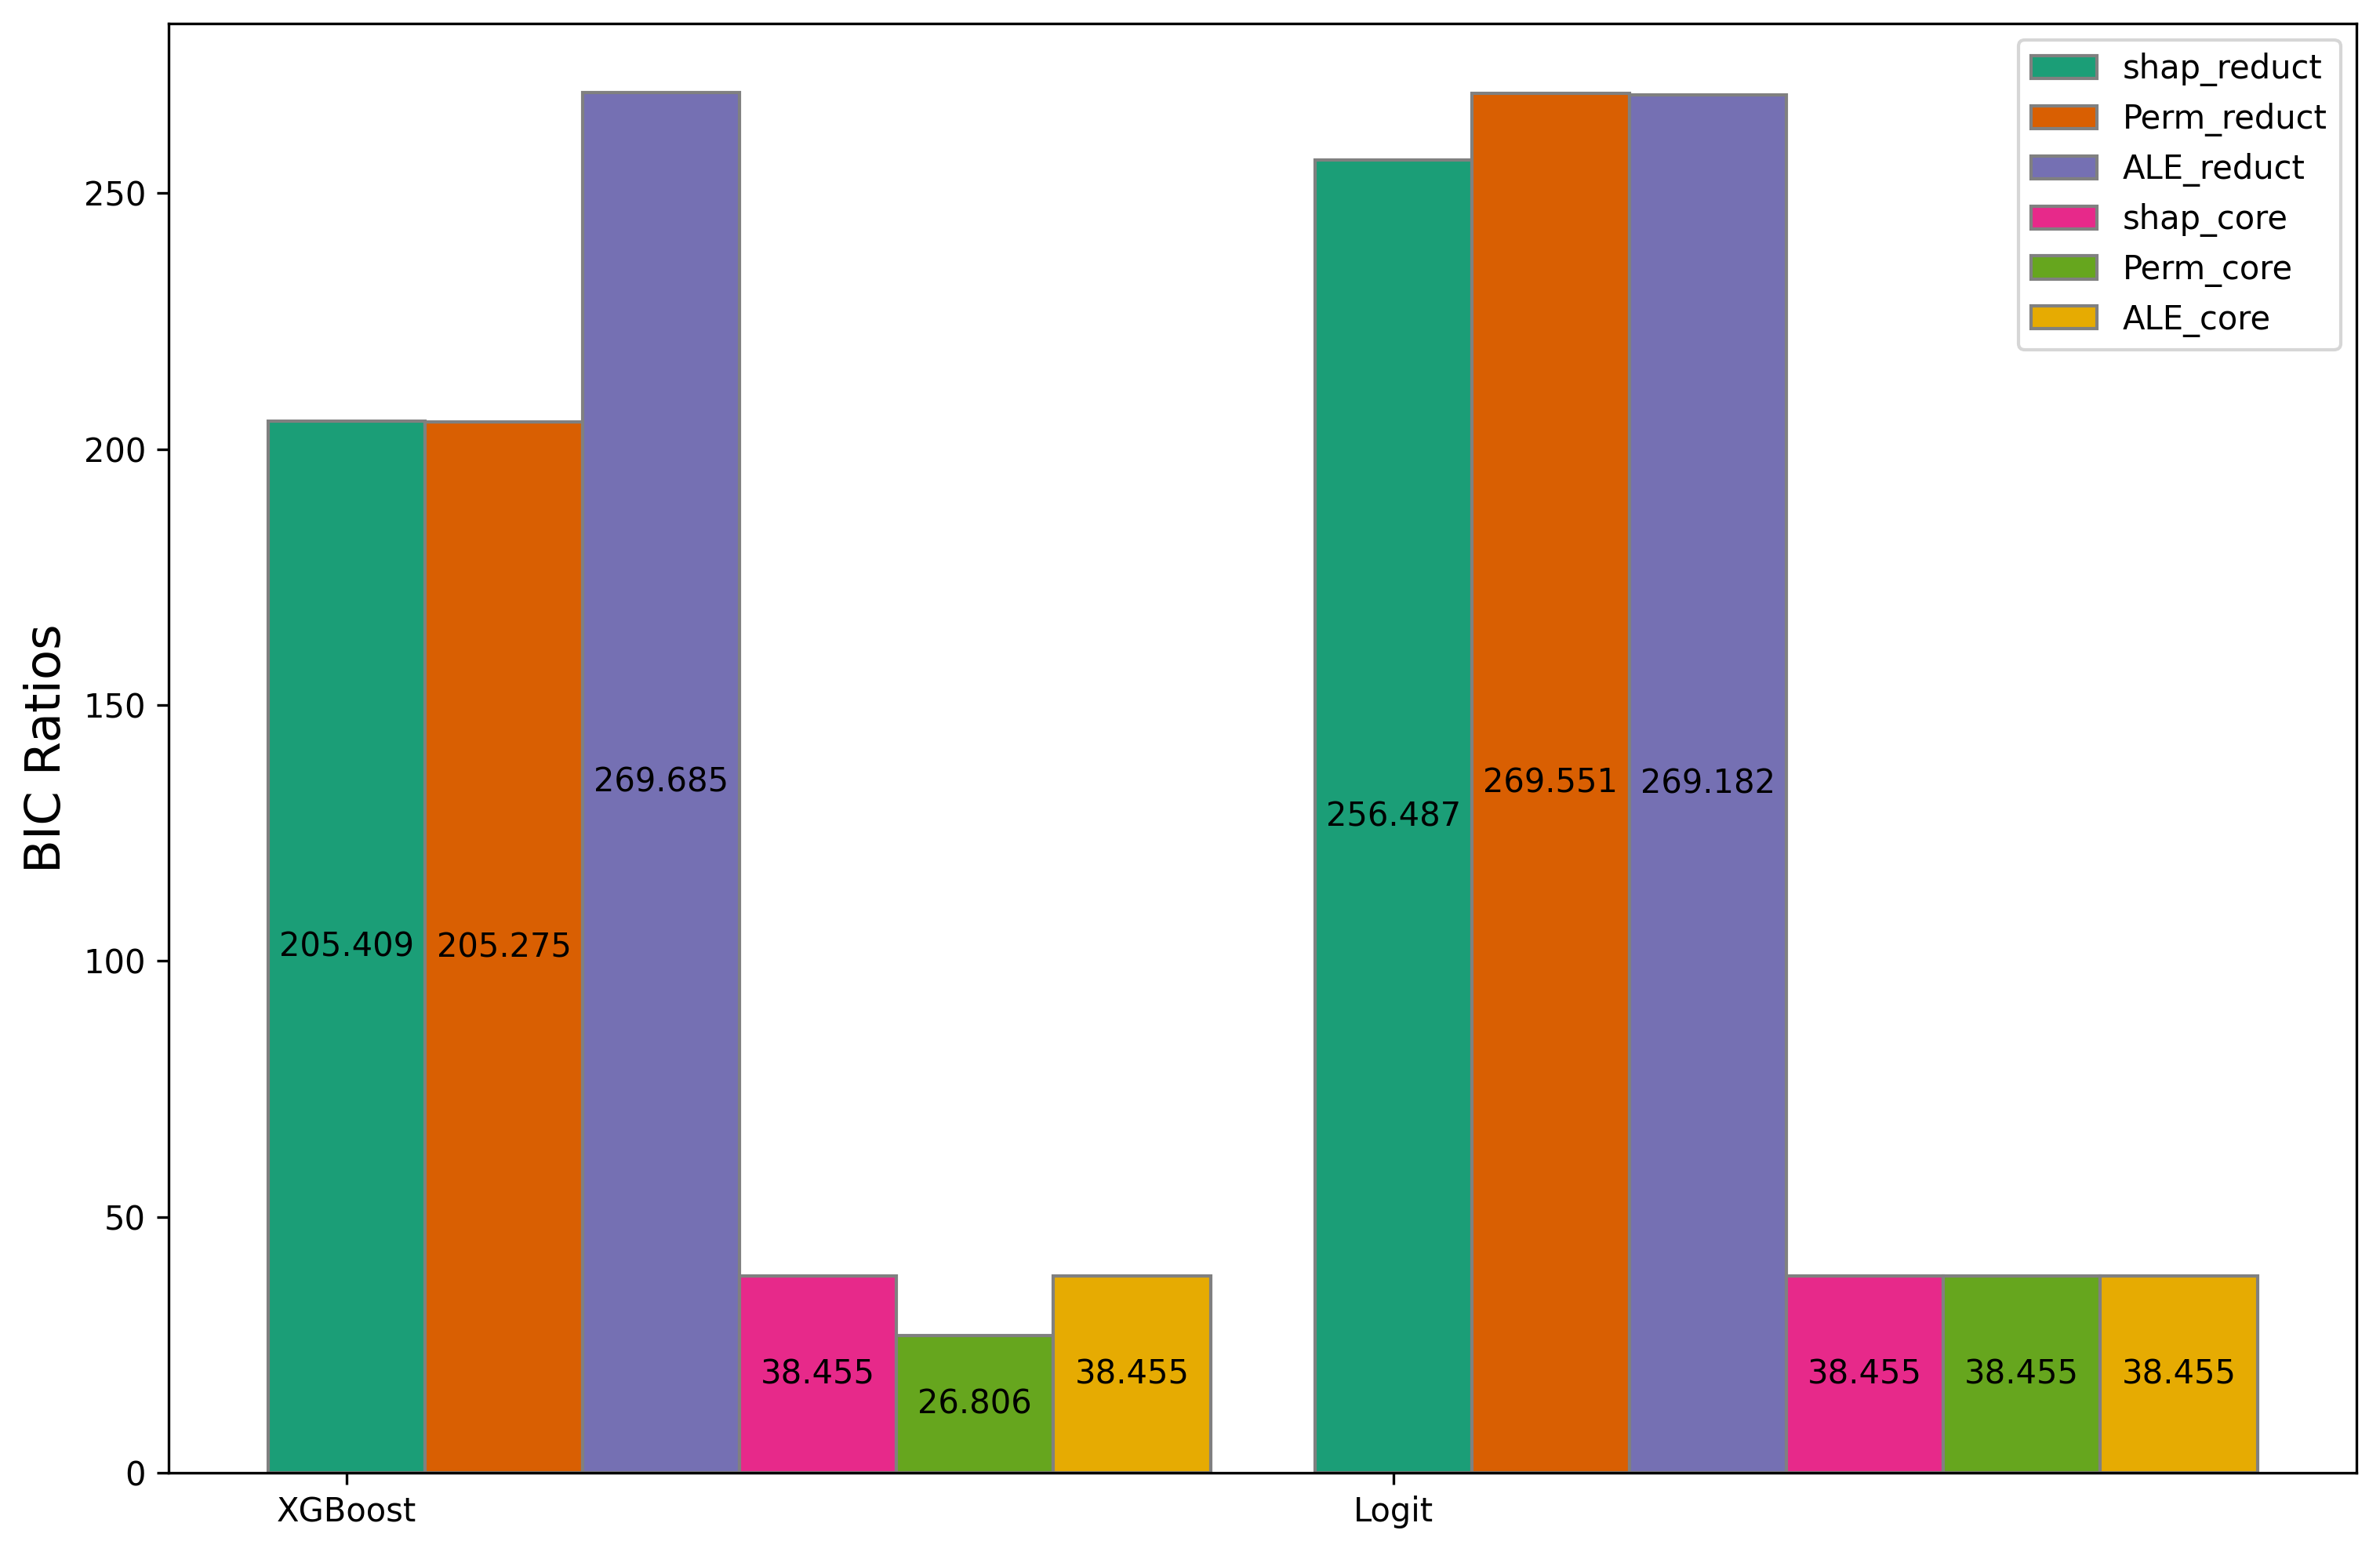 shap_reduct
Perm_reduct
ALE_reduct
shap_core
Perm_core
ALE_core
BIC Ratios
250
200
150
100
50
0
205.409
205.275
269.685
38.455
26.806
38.455
256.487
269.551
269.182
38.455
38.455
38.455
XGBoost
Logit